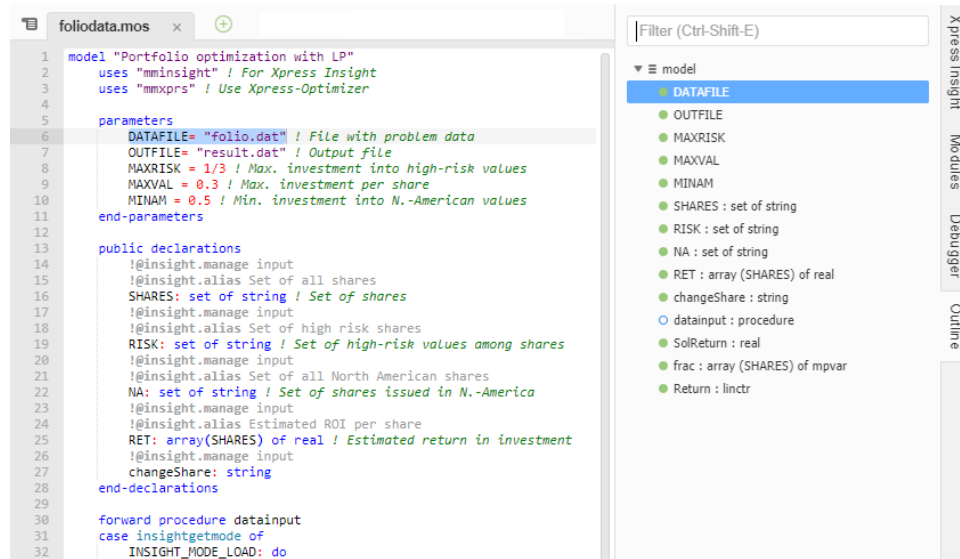 foliodata.mos ×
1 model "Portfolio optimization with LP"
2 uses "mminsight" ! For Xpress Insight
3 uses "mmxprs" ! Use Xpress-Optimizer
4
5 parameters
6 DATAFILE= "folio.dat" ! File with problem data
7 OUTFILE= "result.dat" ! Output file
8 MAXRISK = 1/3 ! Max. investment into high-risk values
9 MAXVAL = 0.3 ! Max. investment per share
10 MINAM = 0.5 ! Min. investment into N.-American values
11 end-parameters
12
13 public declarations
14 !@insight.manage input
15 !@insight.alias Set of all shares
16 SHARES: set of string ! Set of shares
17 !@insight.manage input
18 !@insight.alias Set of high risk shares
19 RISK: set of string ! Set of high-risk values among shares
20 !@insight.manage input
21 !@insight.alias Set of all North American shares
22 NA: set of string ! Set of shares issued in N.-America
23 !@insight.manage input
24 !@insight.alias Estimated ROI per share
25 RET: array(SHARES) of real ! Estimated return in investment
26 !@insight.manage input
27 changeShare: string
28 end-declarations
29
30 forward procedure datainput
31 case insightgetmode of
32 INSIGHT_MODE_LOAD: do
Filter (Ctrl-Shift-E)
model
DATAFILE
OUTFILE
MAXRISK
MAXVAL
MINAM
SHARES : set of string
RISK : set of string
NA : set of string
RET : array (SHARES) of real
changeShare : string
datainput : procedure
SolReturn : real
frac : array (SHARES) of mpvar
Return : linctr
Xpress Insight
Modules
Debugger
Outline